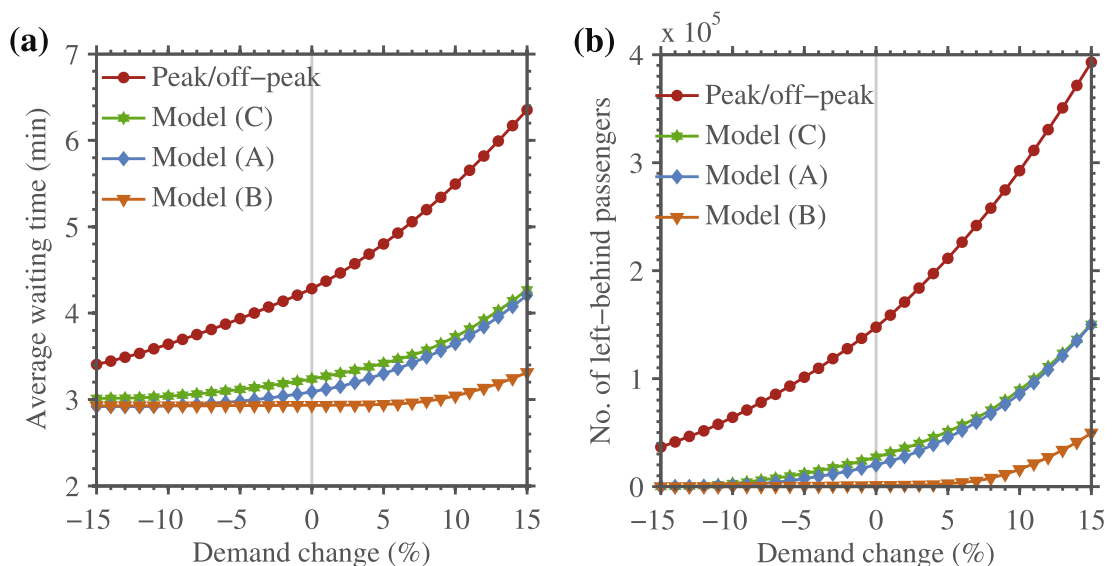 (a)
7
6
5
4
3
2
Average waiting time (min)
Peak/off−peak
Model (C)
Model (A)
Model (B)
−15 −10 −5 0 5 10 15
Demand change (%)
(b)
x 10^5
4
3
2
1
0
No. of left−behind passengers
Peak/off−peak
Model (C)
Model (A)
Model (B)
−15 −10 −5 0 5 10 15
Demand change (%)